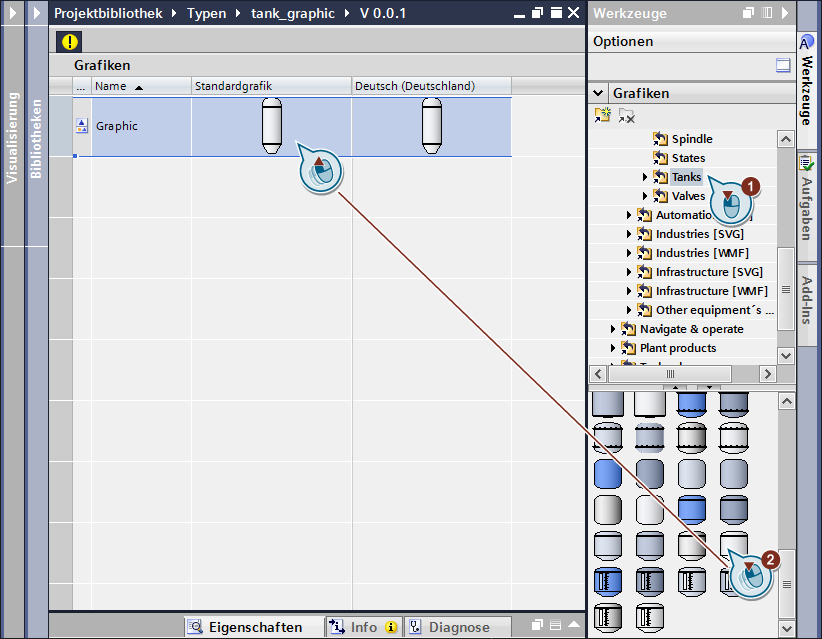 Projektbibliothek
Typen
tank_graphic
V 0.0.1
Werkzeuge
Optionen
Visualisierung
Bibliotheken
Grafiken
...
Name
Standardgrafik
Deutsch (Deutschland)
Graphic
Grafiken
Spindle
States
Tanks
1
Valves
Automatio
Industries [SVG]
Industries [WMF]
Infrastructure [SVG]
Infrastructure [WMF]
Other equipment´s ...
Navigate & operate
Plant products
2
Werkzeuge
Aufgaben
Add-Ins
Eigenschaften
Info
Diagnose